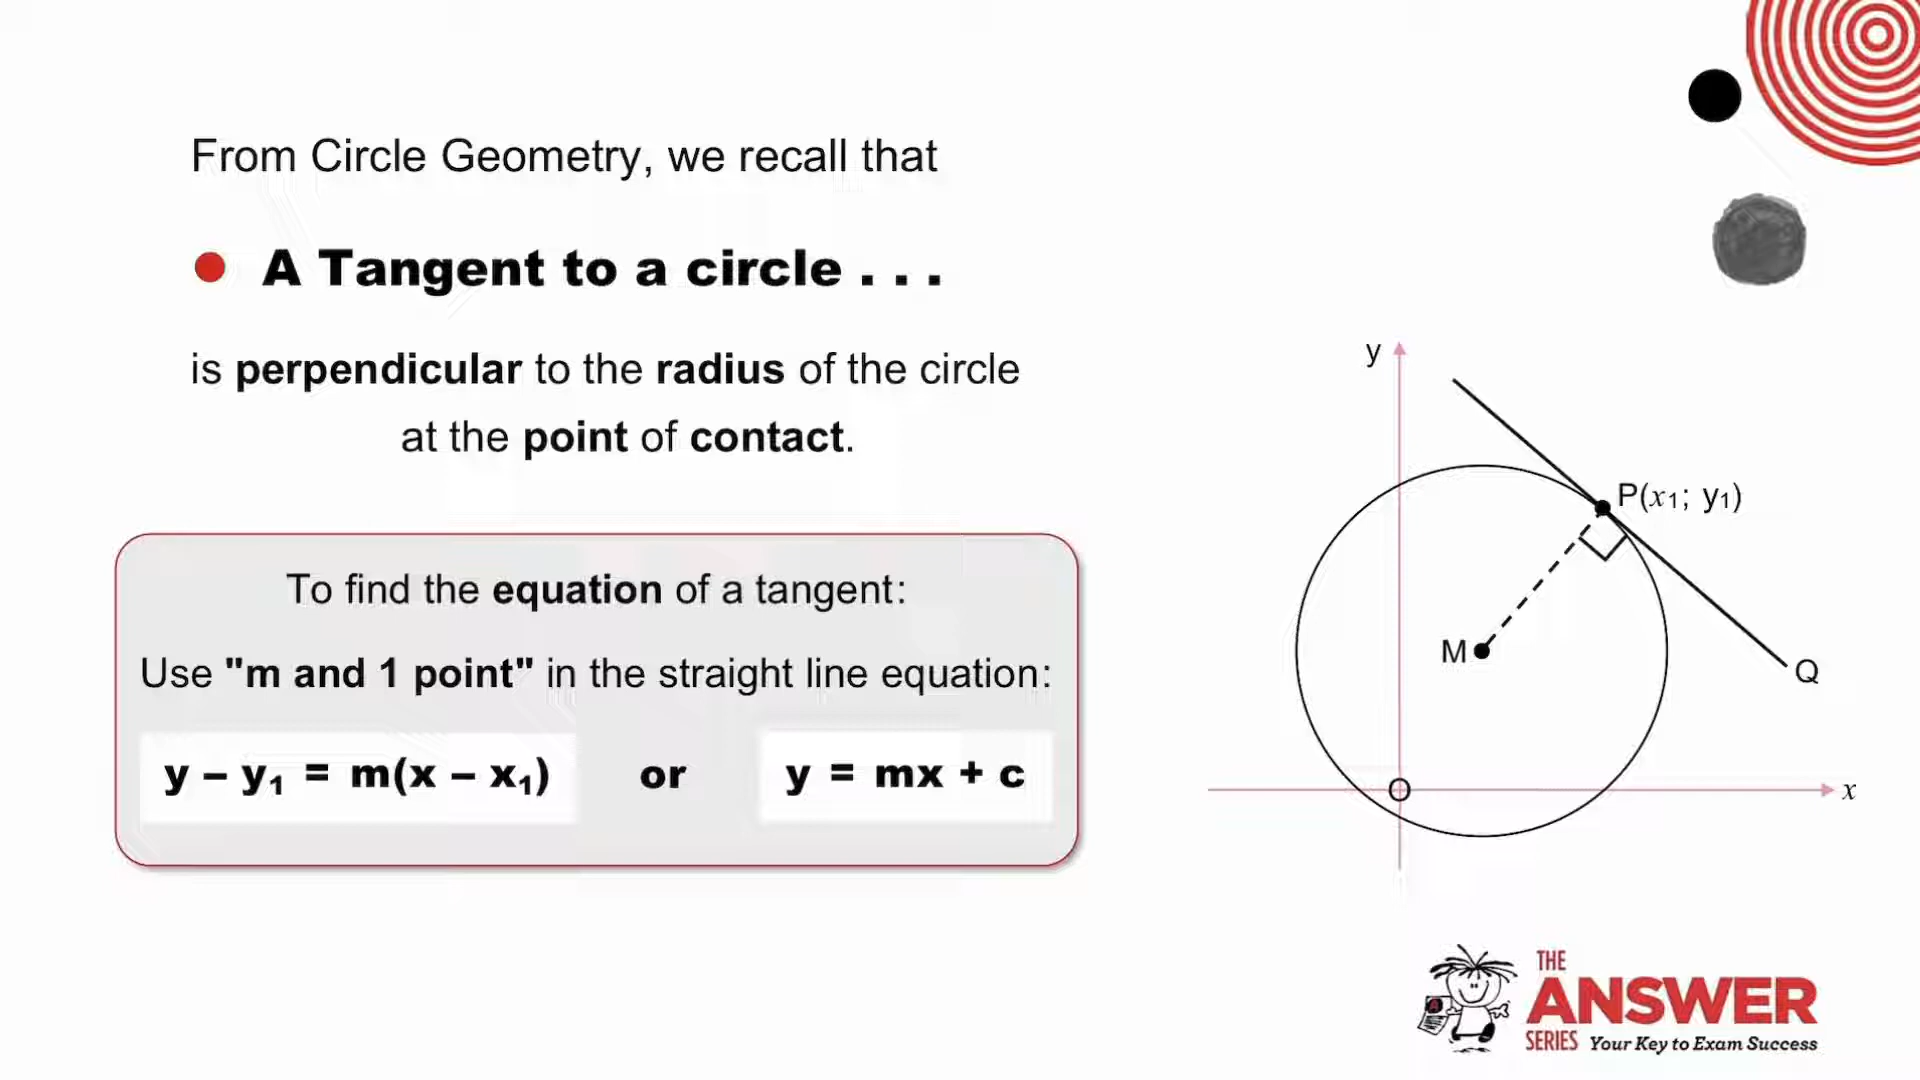 From Circle Geometry, we recall that
● A Tangent to a circle . . .
is perpendicular to the radius of the circle
at the point of contact.
To find the equation of a tangent:
Use "m and 1 point" in the straight line equation:
y – y₁ = m(x – x₁) or y = mx + c
y
P(x₁; y₁)
M
Q
O
x
THE
ANSWER
SERIES Your Key to Exam Success